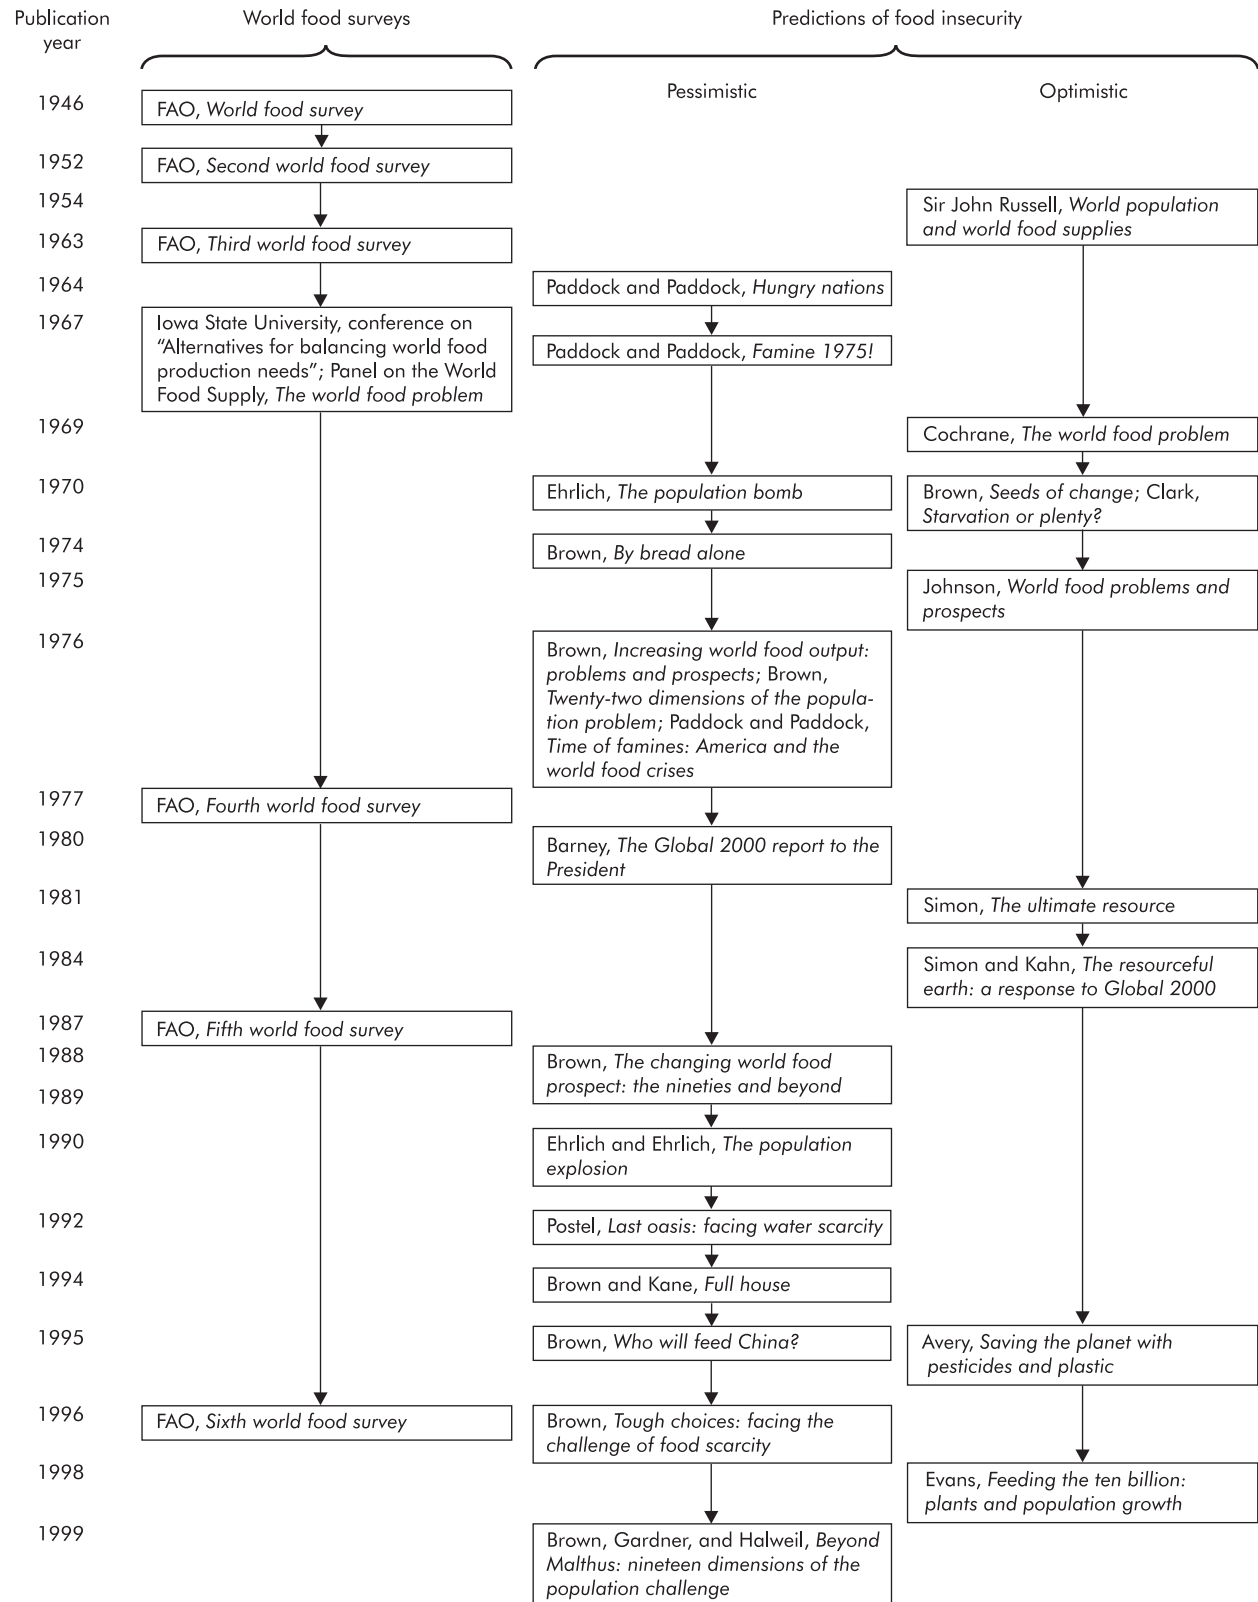 Publication
year
World food surveys
Predictions of food insecurity
Pessimistic
Optimistic
1946
FAO, World food survey
1952
FAO, Second world food survey
1954
Sir John Russell, World population
and world food supplies
1963
FAO, Third world food survey
1964
Paddock and Paddock, Hungry nations
1967
Iowa State University, conference on
“Alternatives for balancing world food
production needs”; Panel on the World
Food Supply, The world food problem
Paddock and Paddock, Famine 1975!
1969
Cochrane, The world food problem
1970
Ehrlich, The population bomb
Brown, Seeds of change; Clark,
Starvation or plenty?
1974
Brown, By bread alone
1975
Johnson, World food problems and
prospects
1976
Brown, Increasing world food output:
problems and prospects; Brown,
Twenty-two dimensions of the popula-
tion problem; Paddock and Paddock,
Time of famines: America and the
world food crises
1977
FAO, Fourth world food survey
1980
Barney, The Global 2000 report to the
President
1981
Simon, The ultimate resource
1984
Simon and Kahn, The resourceful
earth: a response to Global 2000
1987
FAO, Fifth world food survey
1988
Brown, The changing world food
prospect: the nineties and beyond
1989
1990
Ehrlich and Ehrlich, The population
explosion
1992
Postel, Last oasis: facing water scarcity
1994
Brown and Kane, Full house
1995
Brown, Who will feed China?
Avery, Saving the planet with
pesticides and plastic
1996
FAO, Sixth world food survey
Brown, Tough choices: facing the
challenge of food scarcity
1998
Evans, Feeding the ten billion:
plants and population growth
1999
Brown, Gardner, and Halweil, Beyond
Malthus: nineteen dimensions of the
population challenge